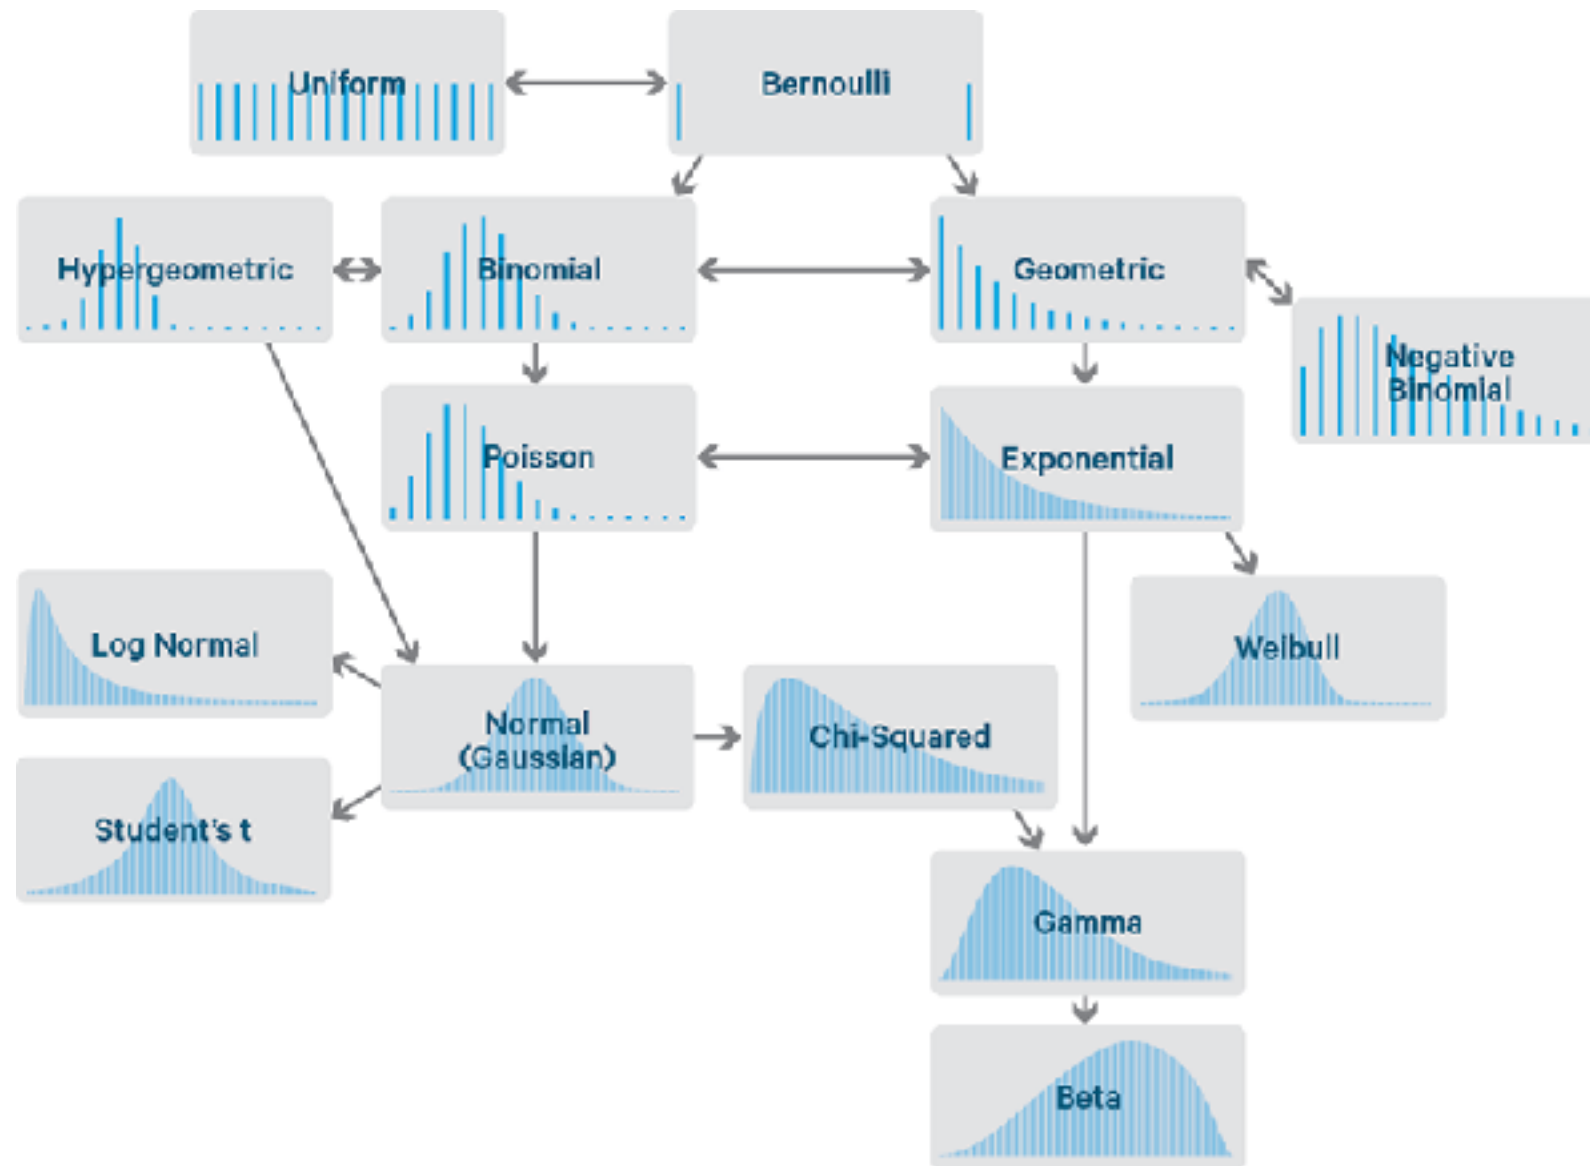 Uniform
Bernoulli
Hypergeometric
Binomial
Geometric
Negative
Binomial
Poisson
Exponential
Log Normal
Weibull
Normal
(Gaussian)
Chi-Squared
Student's t
Gamma
Beta